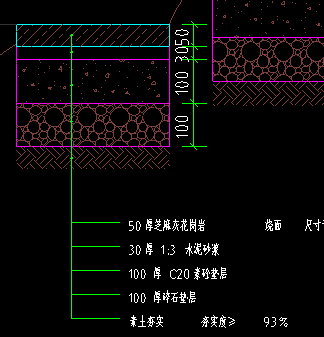 50
30
100
100
50 厚芝麻灰花岗岩 烧面 尺寸
30 厚 1:3 水泥砂浆
100 厚 C20 素砼垫层
100 厚碎石垫层
素土夯实 夯实度≥ 93%